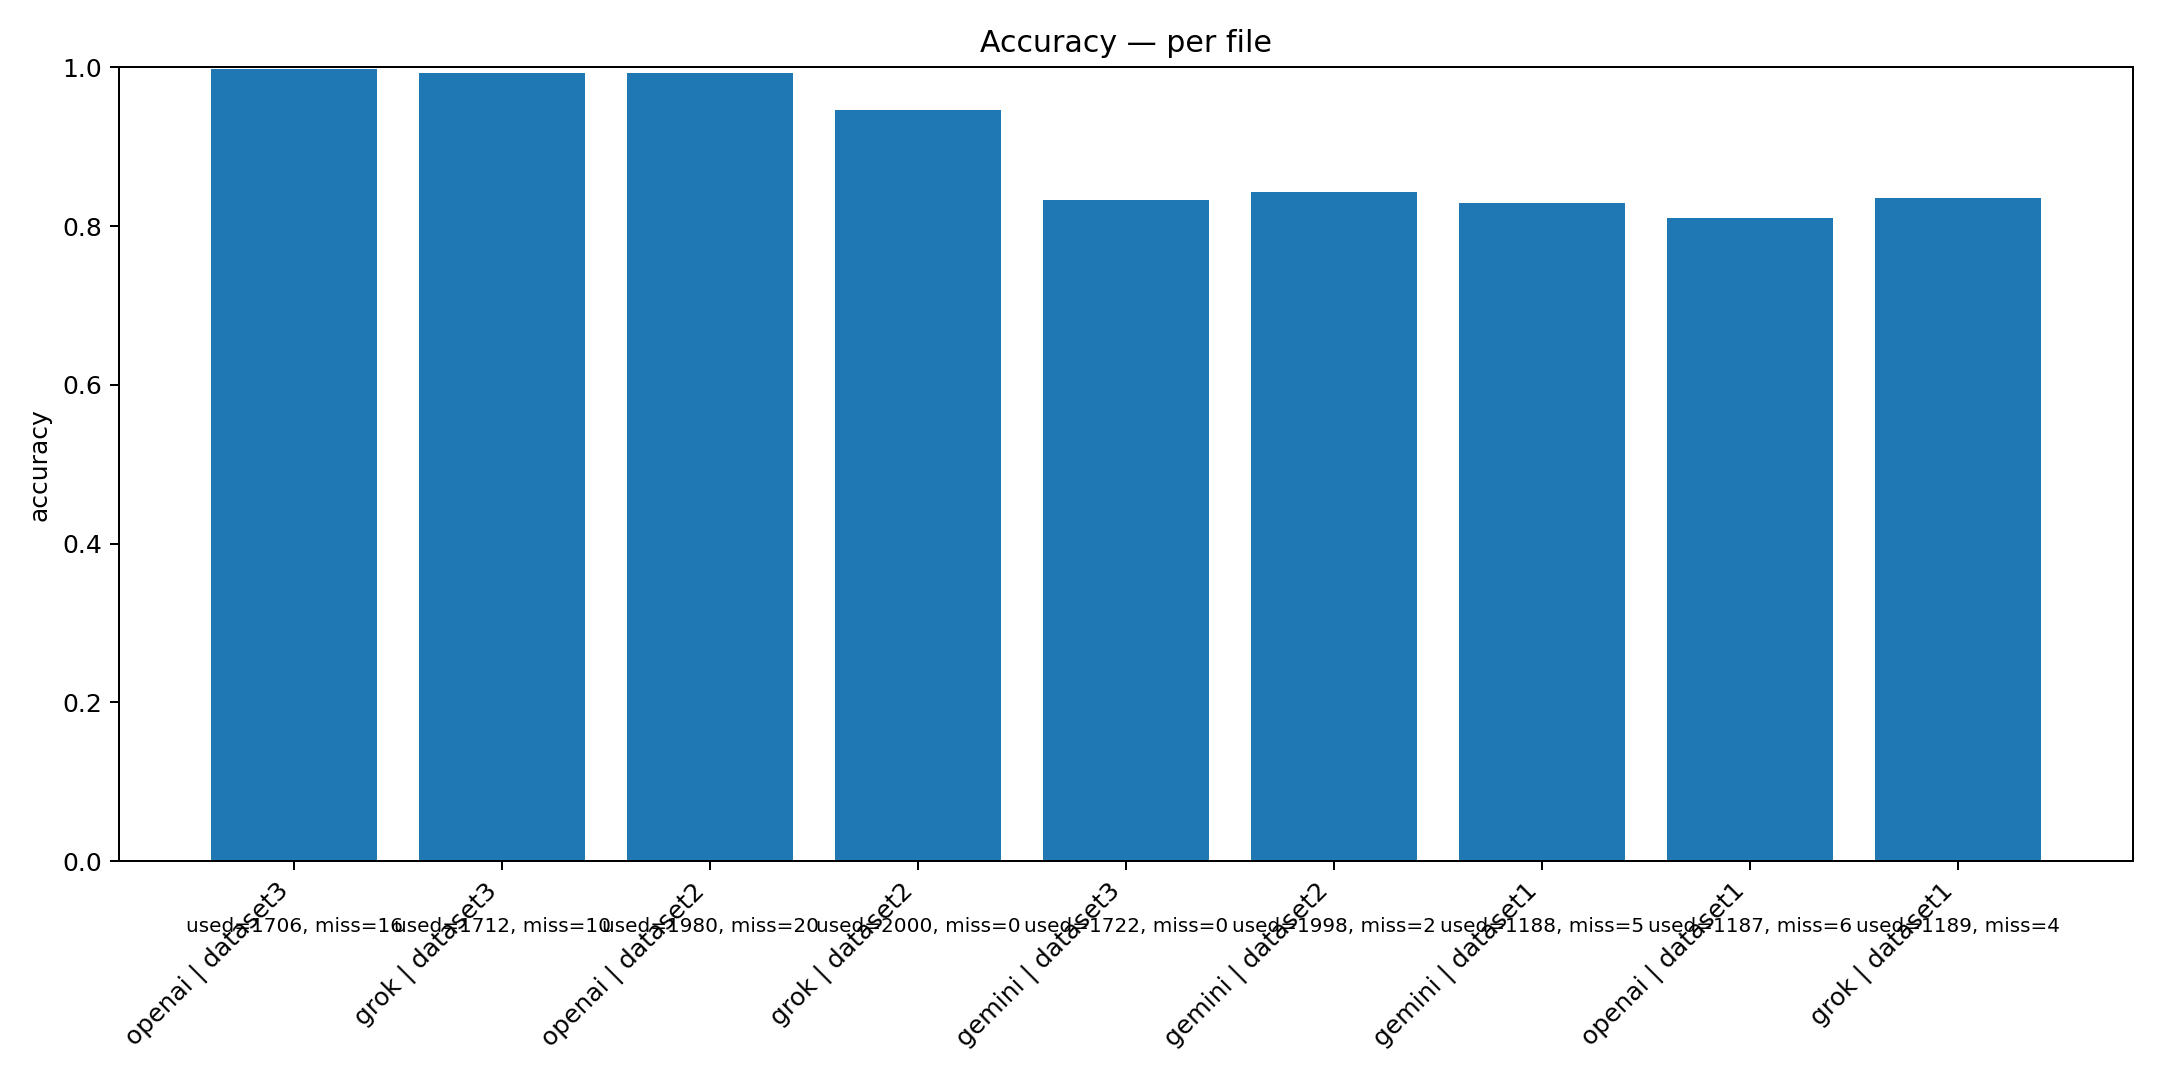 Accuracy — per file
accuracy
1.0
0.8
0.6
0.4
0.2
0.0
used=1706, miss=16
used=1712, miss=10
used=1980, miss=20
used=2000, miss=0
used=1722, miss=0
used=1998, miss=2
used=1188, miss=5
used=1187, miss=6
used=1189, miss=4
openai | dataset3
grok | dataset3
openai | dataset2
grok | dataset2
gemini | dataset3
gemini | dataset2
gemini | dataset1
openai | dataset1
grok | dataset1